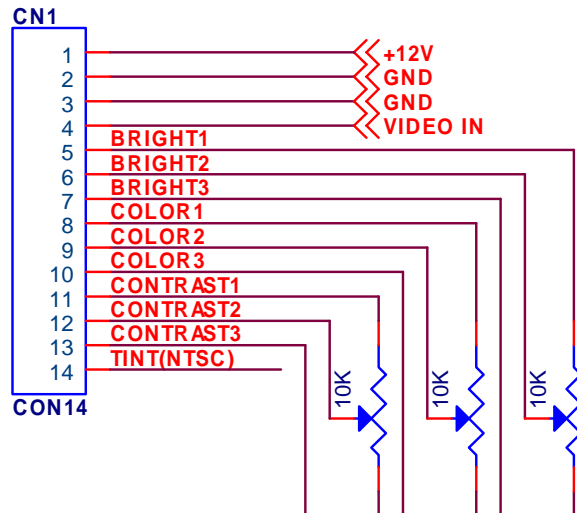 CN1
1
+12V
2
GND
3
GND
4
VIDEO IN
BRIGHT1
5
BRIGHT2
6
BRIGHT3
7
COLOR1
8
COLOR2
9
COLOR3
10
CONTRAST1
11
CONTRAST2
12
CONTRAST3
13
TINT(NTSC)
14
CON14
10K
10K
10K